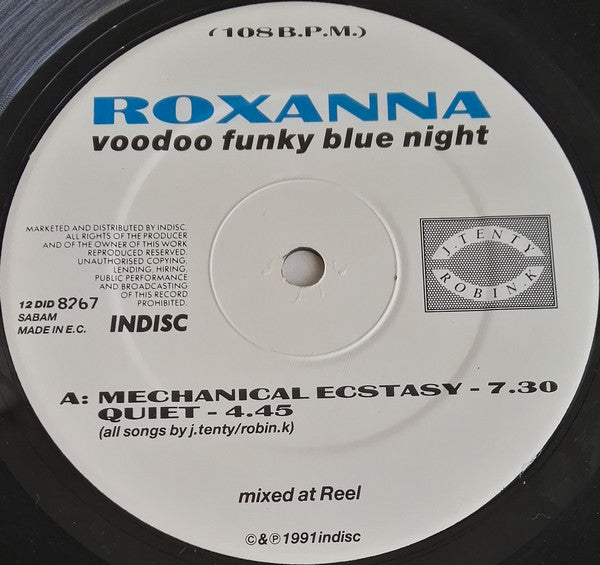 (108 B.P.M.)
ROXANNA
voodoo funky blue night
MARKETED AND DISTRIBUTED BY INDISC.
ALL RIGHTS OF THE PRODUCER
AND OF THE OWNER OF THIS WORK
REPRODUCED RESERVED.
UNAUTHORISED COPYING,
LENDING, HIRING,
PUBLIC PERFORMANCE
AND BROADCASTING
OF THIS RECORD
PROHIBITED.
12 DID 8267
SABAM
MADE IN E.C.
INDISC
J.TENTY
ROBIN.K
A: MECHANICAL ECSTASY - 7.30
QUIET - 4.45
(all songs by j.tenty/robin.k)
mixed at Reel
©&℗1991indisc